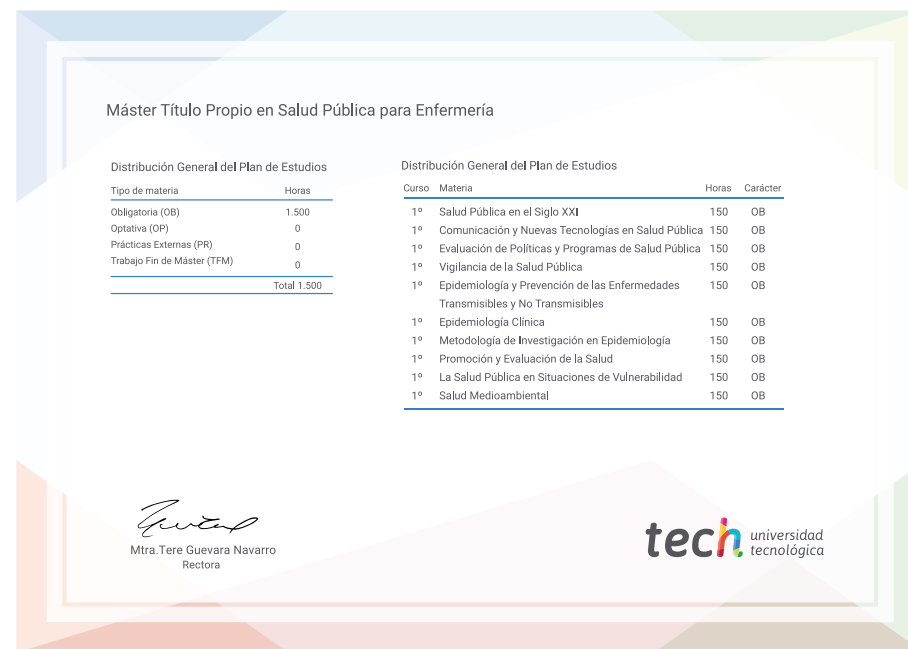 Máster Título Propio en Salud Pública para Enfermería
Distribución General del Plan de Estudios
Tipo de materia Horas
Obligatoria (OB) 1.500
Optativa (OP) 0
Prácticas Externas (PR) 0
Trabajo Fin de Máster (TFM) 0
Total 1.500
Distribución General del Plan de Estudios
Curso Materia Horas Carácter
1º Salud Pública en el Siglo XXI 150 OB
1º Comunicación y Nuevas Tecnologías en Salud Pública 150 OB
1º Evaluación de Políticas y Programas de Salud Pública 150 OB
1º Vigilancia de la Salud Pública 150 OB
1º Epidemiología y Prevención de las Enfermedades 150 OB
Transmisibles y No Transmisibles
1º Epidemiología Clínica 150 OB
1º Metodología de Investigación en Epidemiología 150 OB
1º Promoción y Evaluación de la Salud 150 OB
1º La Salud Pública en Situaciones de Vulnerabilidad 150 OB
1º Salud Medioambiental 150 OB
Mtra.Tere Guevara Navarro
Rectora
tech universidad
tecnológica